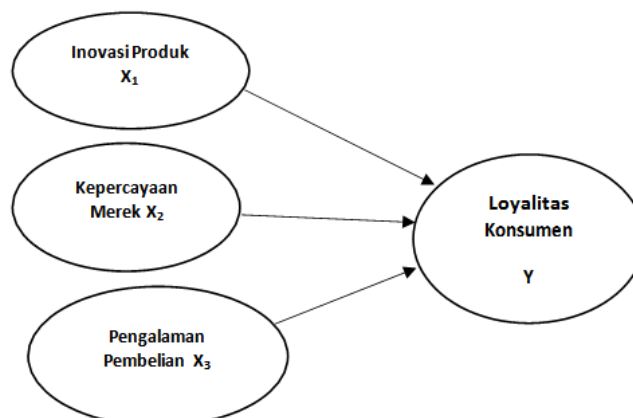 Inovasi Produk
X₁
Kepercayaan
Merek X₂
Pengalaman
Pembelian X₃
Loyalitas
Konsumen
Y